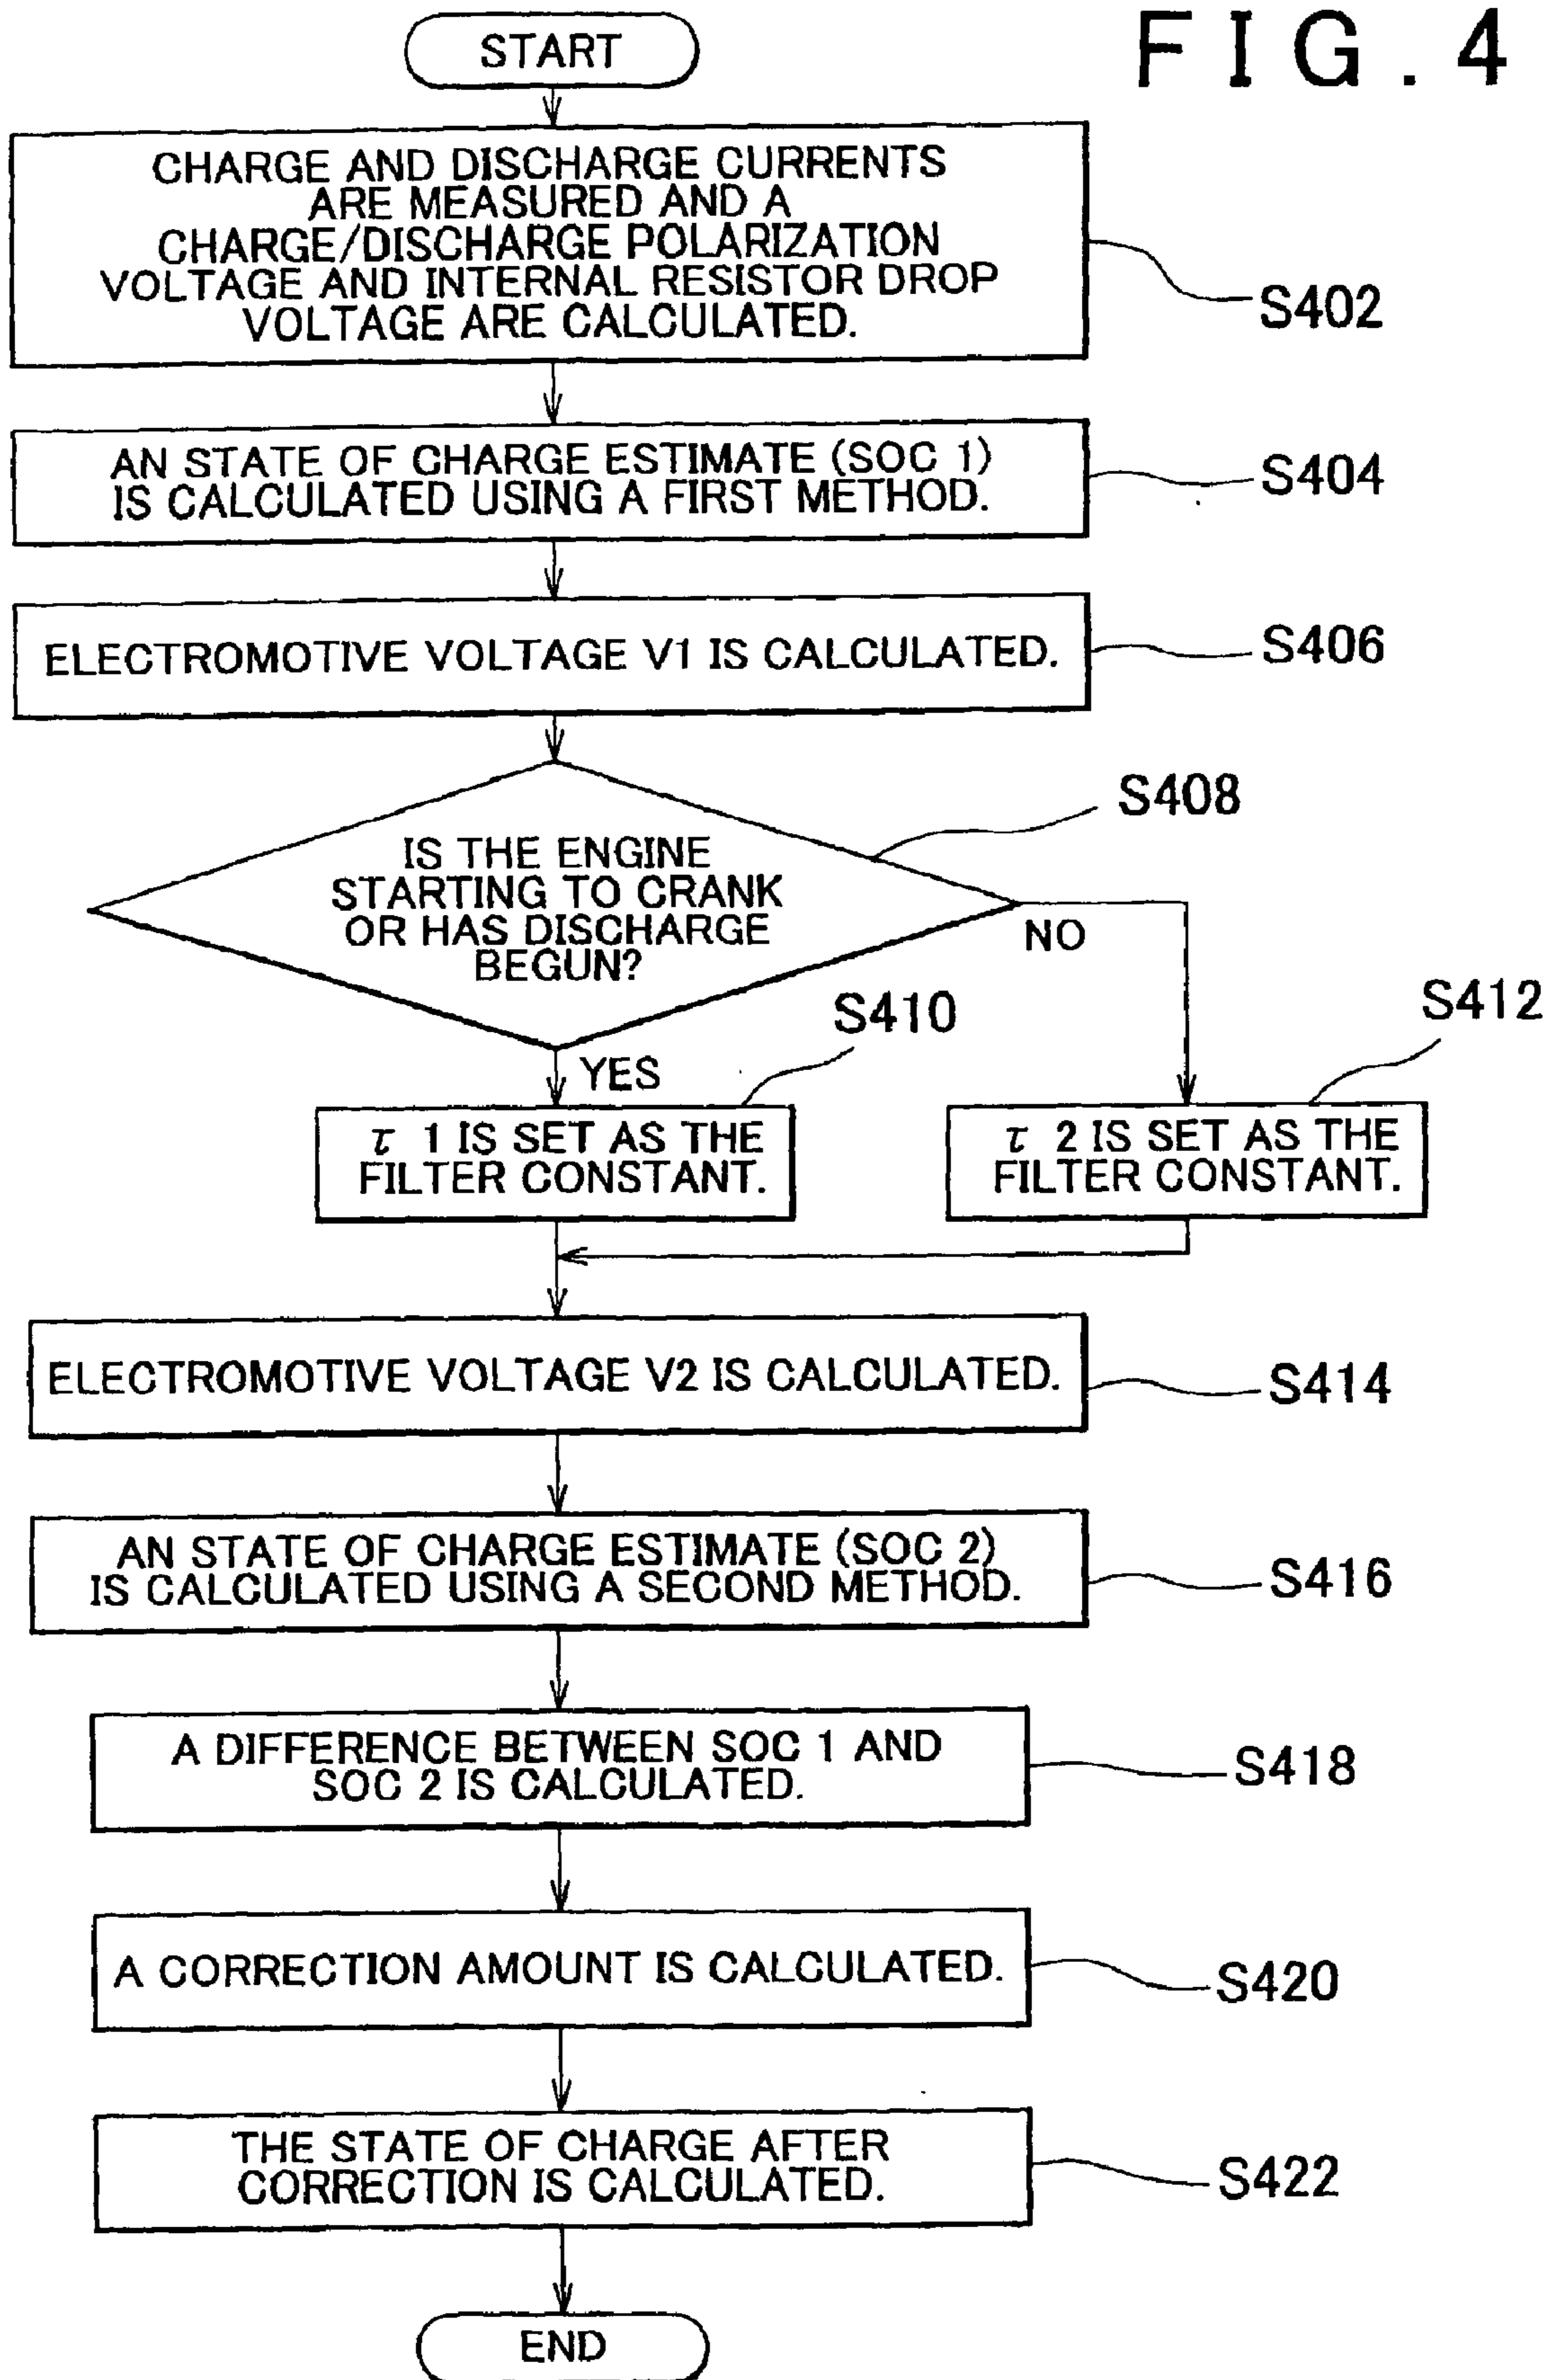 FIG. 4
START
CHARGE AND DISCHARGE CURRENTS
ARE MEASURED AND A
CHARGE/DISCHARGE POLARIZATION
VOLTAGE AND INTERNAL RESISTOR DROP
VOLTAGE ARE CALCULATED.
S402
AN STATE OF CHARGE ESTIMATE (SOC 1)
IS CALCULATED USING A FIRST METHOD.
S404
ELECTROMOTIVE VOLTAGE V1 IS CALCULATED.
S406
S408
IS THE ENGINE
STARTING TO CRANK
OR HAS DISCHARGE
BEGUN?
NO
YES
S410
S412
τ 1 IS SET AS THE
FILTER CONSTANT.
τ 2 IS SET AS THE
FILTER CONSTANT.
ELECTROMOTIVE VOLTAGE V2 IS CALCULATED.
S414
AN STATE OF CHARGE ESTIMATE (SOC 2)
IS CALCULATED USING A SECOND METHOD.
S416
A DIFFERENCE BETWEEN SOC 1 AND
SOC 2 IS CALCULATED.
S418
A CORRECTION AMOUNT IS CALCULATED.
S420
THE STATE OF CHARGE AFTER
CORRECTION IS CALCULATED.
S422
END